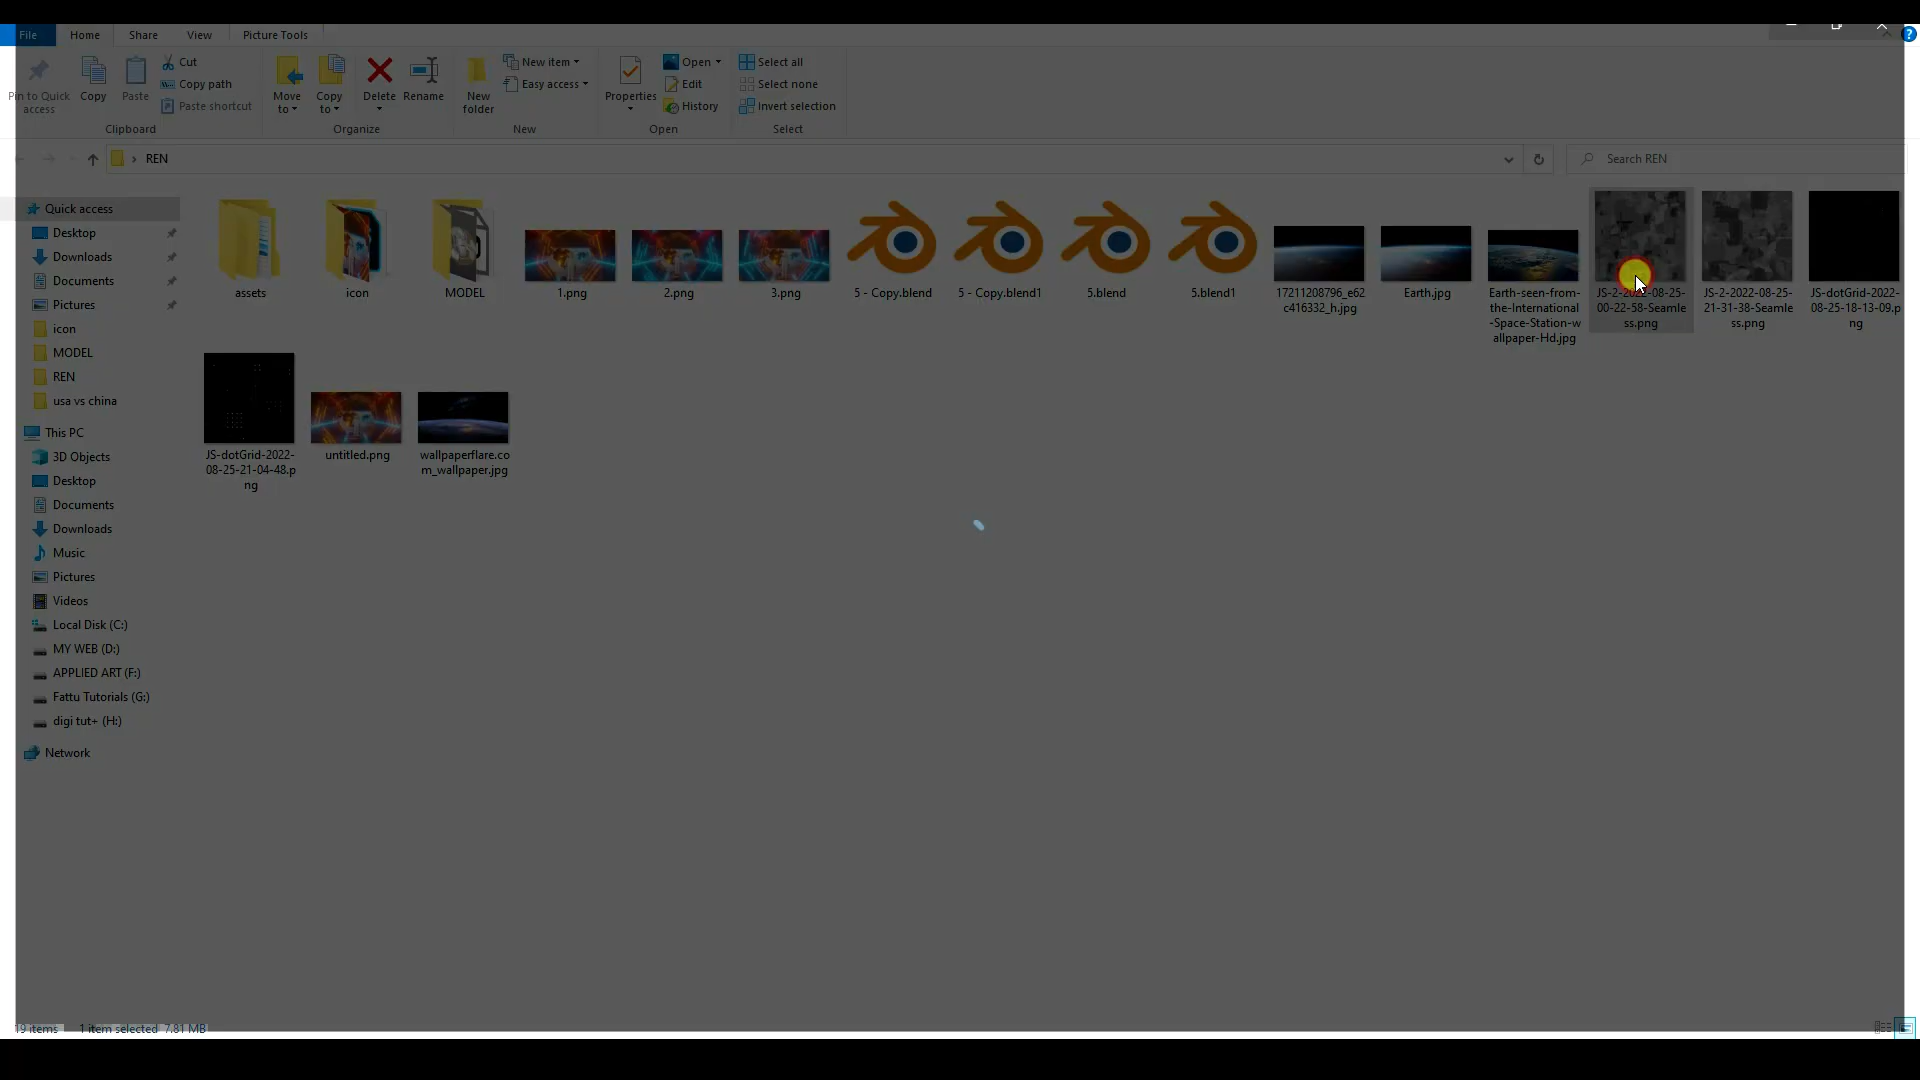 File Home Share View Picture Tools
Pin to Quick access
Copy
Paste
Cut
Copy path
Paste shortcut
Clipboard
Move to
Copy to
Delete
Rename
Organize
New folder
New item
Easy access
New
Properties
Open
Edit
History
Open
Select all
Select none
Invert selection
Select
REN
Search REN
Quick access
Desktop
Downloads
Documents
Pictures
icon
MODEL
REN
usa vs china
This PC
3D Objects
Desktop
Documents
Downloads
Music
Pictures
Videos
Local Disk (C:)
MY WEB (D:)
APPLIED ART (F:)
Fattu Tutorials (G:)
digi tut+ (H:)
Network
assets
icon
MODEL
1.png
2.png
3.png
5 - Copy.blend
5 - Copy.blend1
5.blend
5.blend1
17211208796_e62
c416332_h.jpg
Earth.jpg
Earth-seen-from-
the-International
-Space-Station-w
allpaper-Hd.jpg
JS-2-2022-08-25-
00-22-58-Seamle
ss.png
JS-2-2022-08-25-
21-31-38-Seamle
ss.png
JS-dotGrid-2022-
08-25-18-13-09.p
ng
JS-dotGrid-2022-
08-25-21-04-48.p
ng
untitled.png
wallpaperflare.co
m_wallpaper.jpg
19 items 1 item selected 7.81 MB